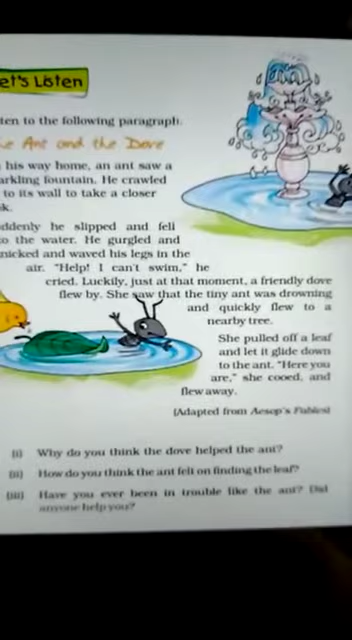 et's Listen
ten to the following paragraph.
e Ant and the Dove
his way home, an ant saw a
arkling fountain. He crawled
to its wall to take a closer
k.
ddenly he slipped and fell
o the water. He gurgled and
nicked and waved his legs in the
air. "Help! I can't swim," he
cried. Luckily, just at that moment, a friendly dove
flew by. She saw that the tiny ant was drowning
and quickly flew to a
nearby tree.
She pulled off a leaf
and let it glide down
to the ant. "Here you
are," she cooed, and
flew away.
(Adapted from Aesop's Fables)
(i) Why do you think the dove helped the ant?
(ii) How do you think the ant felt on finding the leaf?
(iii) Have you ever been in trouble like the ant? Did
anyone help you?